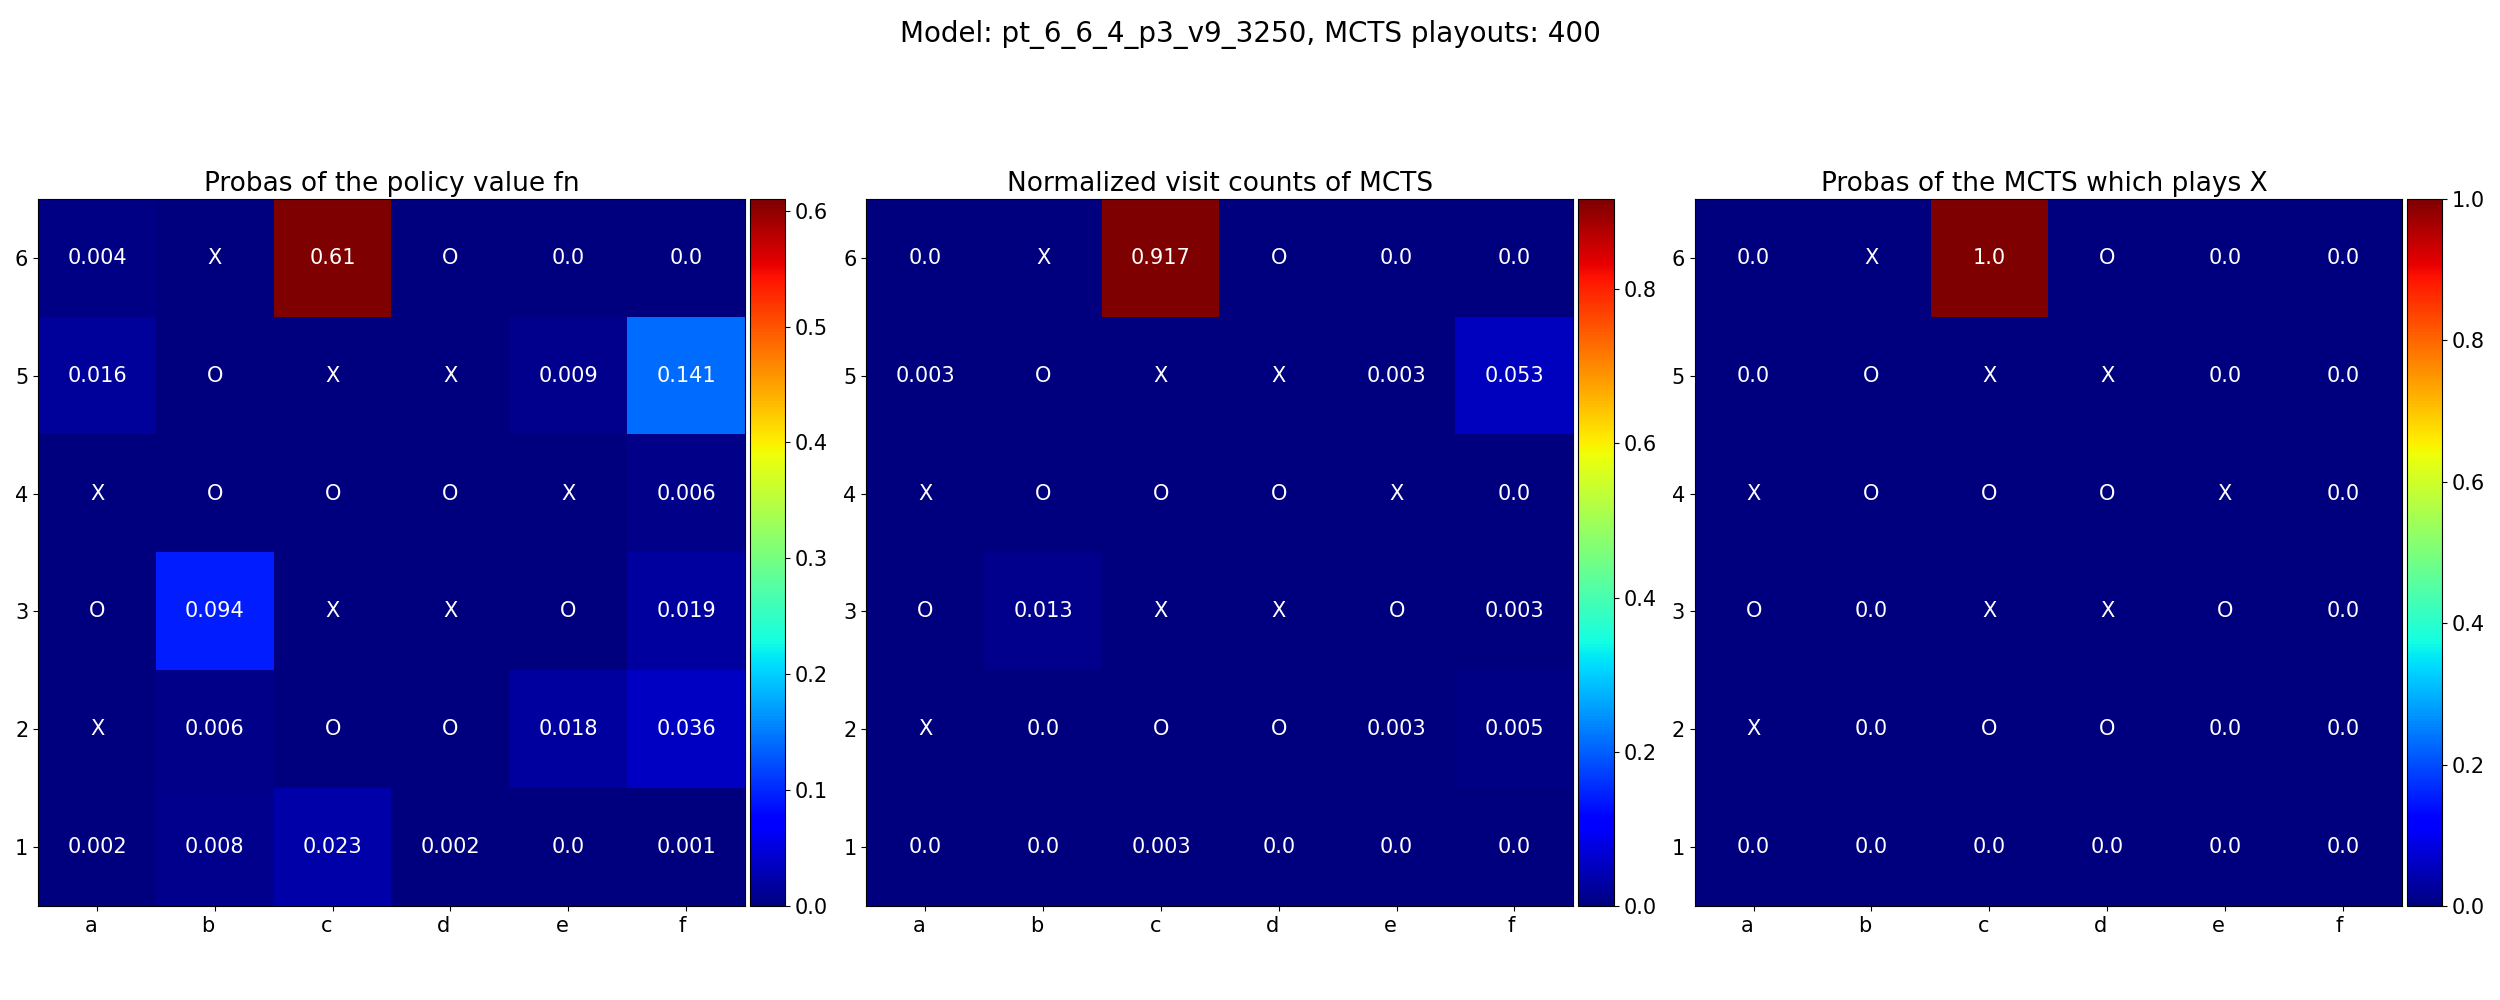 Model: pt_6_6_4_p3_v9_3250, MCTS playouts: 400
Probas of the policy value fn
6 0.004 X 0.61 O 0.0 0.0
5 0.016 O X X 0.009 0.141
4 X O O O X 0.006
3 O 0.094 X X O 0.019
2 X 0.006 O O 0.018 0.036
1 0.002 0.008 0.023 0.002 0.0 0.001
a b c d e f
0.6
0.5
0.4
0.3
0.2
0.1
0.0
Normalized visit counts of MCTS
6 0.0 X 0.917 O 0.0 0.0
5 0.003 O X X 0.003 0.053
4 X O O O X 0.0
3 O 0.013 X X O 0.003
2 X 0.0 O O 0.003 0.005
1 0.0 0.0 0.003 0.0 0.0 0.0
a b c d e f
0.8
0.6
0.4
0.2
0.0
Probas of the MCTS which plays X
6 0.0 X 1.0 O 0.0 0.0
5 0.0 O X X 0.0 0.0
4 X O O O X 0.0
3 O 0.0 X X O 0.0
2 X 0.0 O O 0.0 0.0
1 0.0 0.0 0.0 0.0 0.0 0.0
a b c d e f
1.0
0.8
0.6
0.4
0.2
0.0